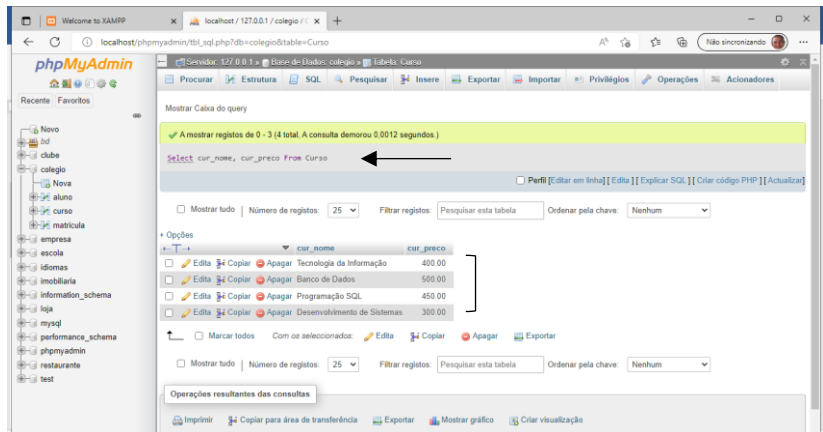 Welcome to XAMPP
localhost / 127.0.0.1 / colegio / C
localhost/phpmyadmin/tbl_sql.php?db=colegio&table=Curso
Não sincronizando
phpMyAdmin
Recente Favoritos
Novo
bd
clube
colegio
Nova
aluno
curso
matricula
empresa
escola
idiomas
imobiliaria
information_schema
loja
mysql
performance_schema
phpmyadmin
restaurante
test
Servidor: 127.0.0.1 » Base de Dados: colegio » Tabela: Curso
Procurar Estrutura SQL Pesquisar Insere Exportar Importar Privilégios Operações Acionadores
Mostrar Caixa do query
A mostrar registos de 0 - 3 (4 total, A consulta demorou 0,0012 segundos.)
Select cur_nome, cur_preco From Curso
Perfil [Editar em linha] [ Edita ] [ Explicar SQL ] [ Criar código PHP ] [ Actualizar]
Mostrar tudo | Número de registos: 25 Filtrar registos: Pesquisar esta tabela Ordenar pela chave: Nenhum
+ Opções
←T→ cur_nome cur_preco
Edita Copiar Apagar Tecnologia da Informação 400.00
Edita Copiar Apagar Banco de Dados 500.00
Edita Copiar Apagar Programação SQL 450.00
Edita Copiar Apagar Desenvolvimento de Sistemas 300.00
Marcar todos Com os seleccionados: Edita Copiar Apagar Exportar
Mostrar tudo | Número de registos: 25 Filtrar registos: Pesquisar esta tabela Ordenar pela chave: Nenhum
Operações resultantes das consultas
Imprimir Copiar para área de transferência Exportar Mostrar gráfico Criar visualização